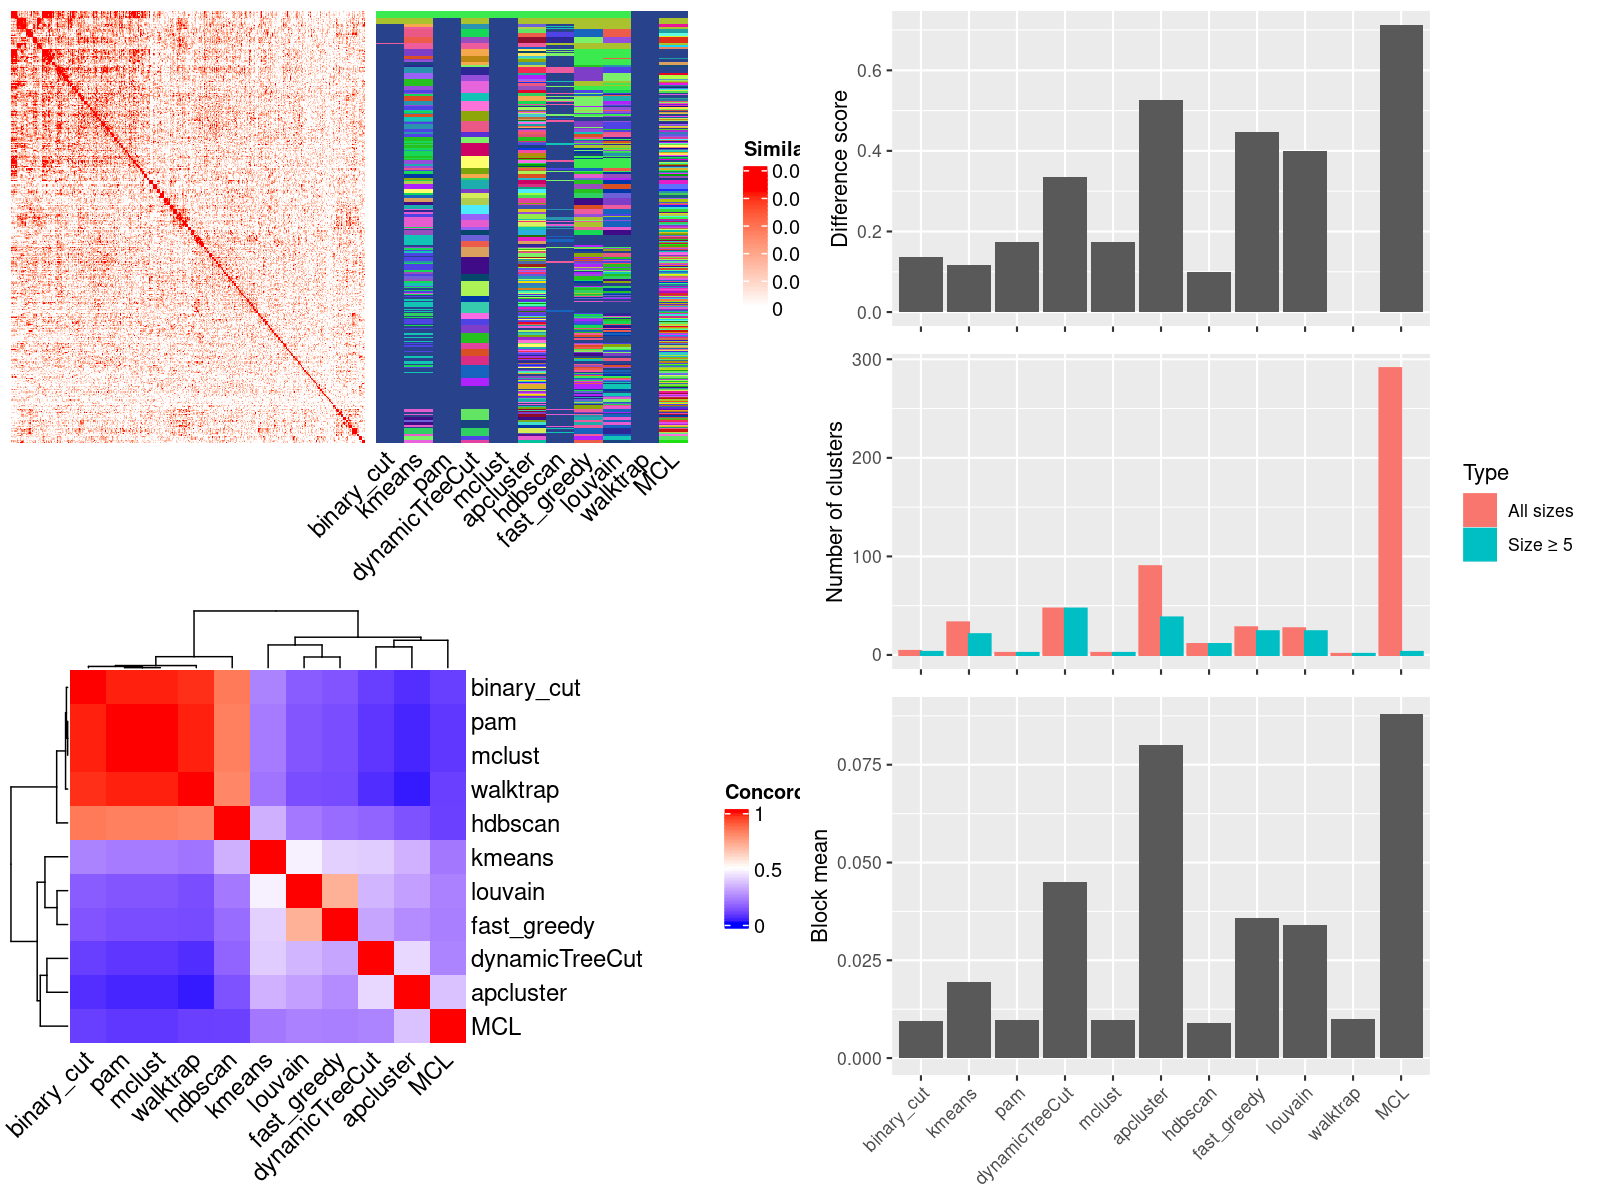 Simila
0.0
0.0
0.0
0.0
0.0
0
binary_cut
kmeans
pam
dynamicTreeCut
mclust
apcluster
hdbscan
fast_greedy
louvain
walktrap
MCL
binary_cut
pam
mclust
walktrap
hdbscan
kmeans
louvain
fast_greedy
dynamicTreeCut
apcluster
MCL
binary_cut
pam
mclust
walktrap
hdbscan
kmeans
louvain
fast_greedy
dynamicTreeCut
apcluster
MCL
Concord
1
0.5
0
Difference score
0.6
0.4
0.2
0.0
Number of clusters
300
200
100
0
Type
All sizes
Size ≥ 5
Block mean
0.075
0.050
0.025
0.000
binary_cut
kmeans
pam
dynamicTreeCut
mclust
apcluster
hdbscan
fast_greedy
louvain
walktrap
MCL